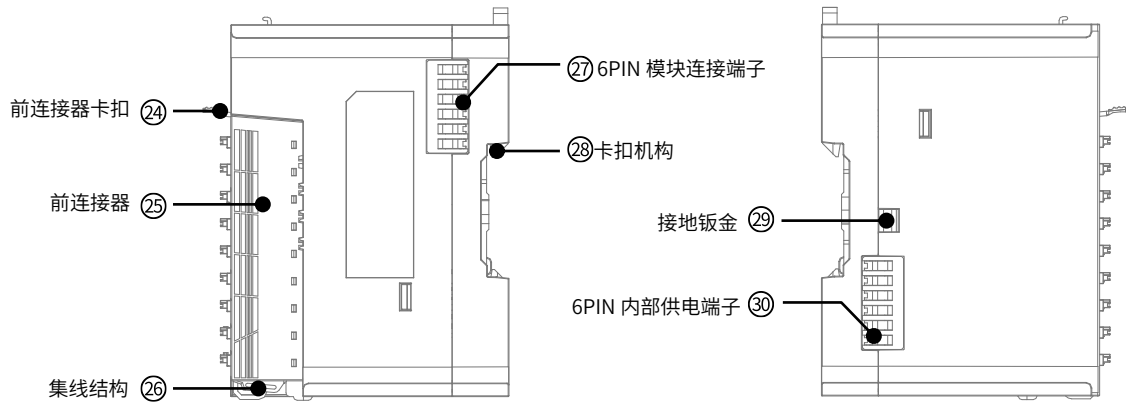 ㉗ 6PIN 模块连接端子
前连接器卡扣 ㉔
㉘ 卡扣机构
前连接器 ㉕
接地钣金 ㉙
6PIN 内部供电端子 ㉚
集线结构 ㉖